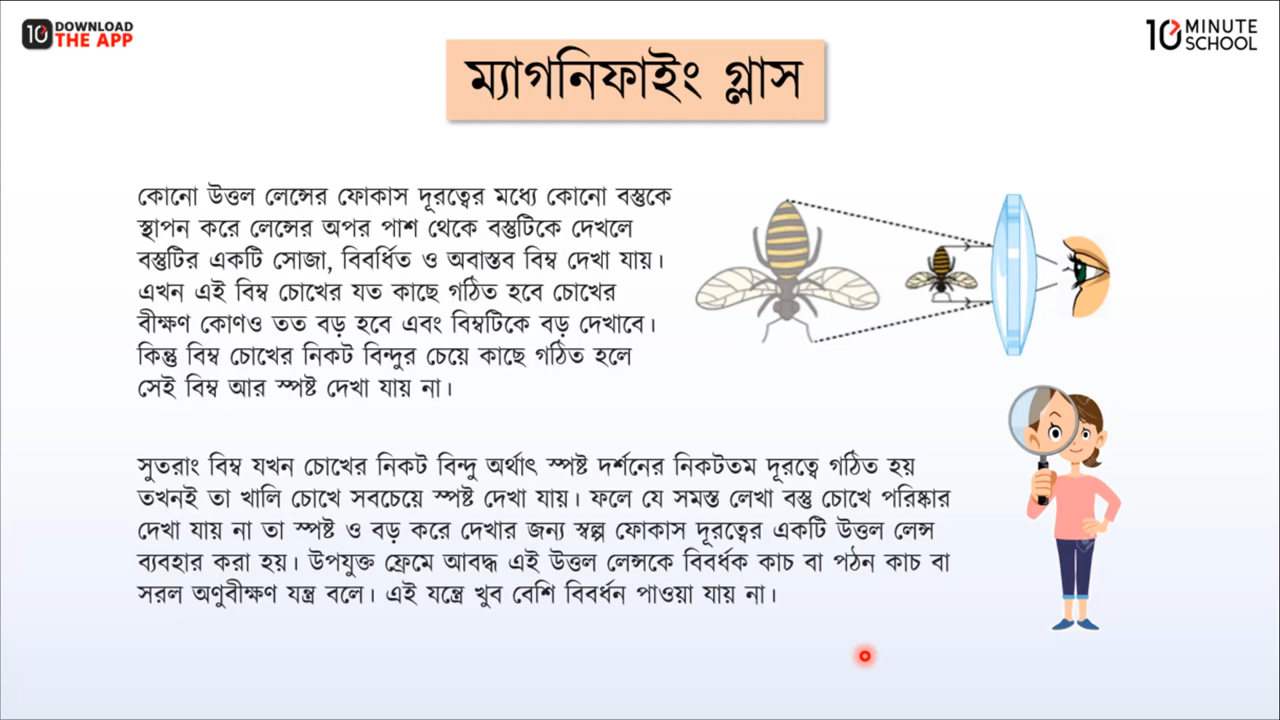 10 DOWNLOAD
THE APP
10 MINUTE
SCHOOL
ম্যাগনিফাইং গ্লাস
কোনো উত্তল লেন্সের ফোকাস দূরত্বের মধ্যে কোনো বস্তুকে
স্থাপন করে লেন্সের অপর পাশ থেকে বস্তুটিকে দেখলে
বস্তুটির একটি সোজা, বিবর্ধিত ও অবাস্তব বিম্ব দেখা যায়।
এখন এই বিম্ব চোখের যত কাছে গঠিত হবে চোখের
বীক্ষণ কোণও তত বড় হবে এবং বিম্বটিকে বড় দেখাবে।
কিন্তু বিম্ব চোখের নিকট বিন্দুর চেয়ে কাছে গঠিত হলে
সেই বিম্ব আর স্পষ্ট দেখা যায় না।
সুতরাং বিম্ব যখন চোখের নিকট বিন্দু অর্থাৎ স্পষ্ট দর্শনের নিকটতম দূরত্বে গঠিত হয়
তখনই তা খালি চোখে সবচেয়ে স্পষ্ট দেখা যায়। ফলে যে সমস্ত লেখা বস্তু চোখে পরিষ্কার
দেখা যায় না তা স্পষ্ট ও বড় করে দেখার জন্য স্বল্প ফোকাস দূরত্বের একটি উত্তল লেন্স
ব্যবহার করা হয়। উপযুক্ত ফ্রেমে আবদ্ধ এই উত্তল লেন্সকে বিবর্ধক কাচ বা পঠন কাচ বা
সরল অণুবীক্ষণ যন্ত্র বলে। এই যন্ত্রে খুব বেশি বিবর্ধন পাওয়া যায় না।